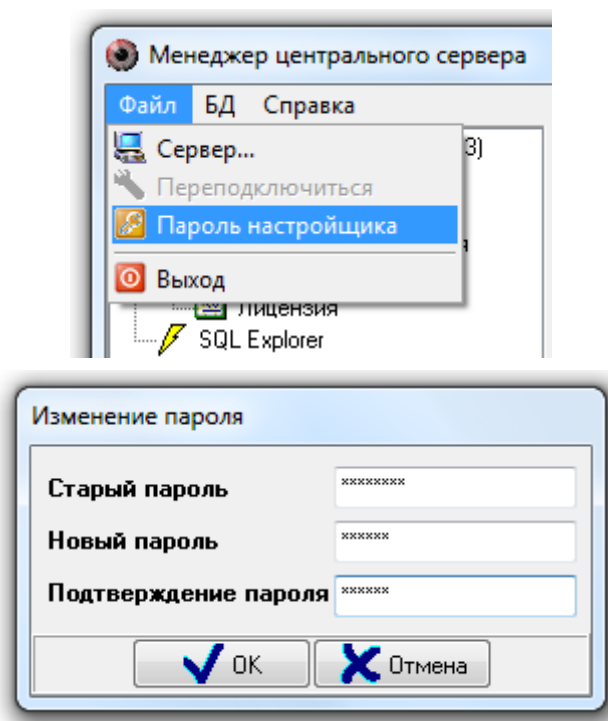 Менеджер центрального сервера
Файл БД Справка
Сервер... 3)
Переподключиться
Пароль настройщика
я
Выход
Лицензия
SQL Explorer
Изменение пароля
Старый пароль ********
Новый пароль ******
Подтверждение пароля ******
OK Отмена